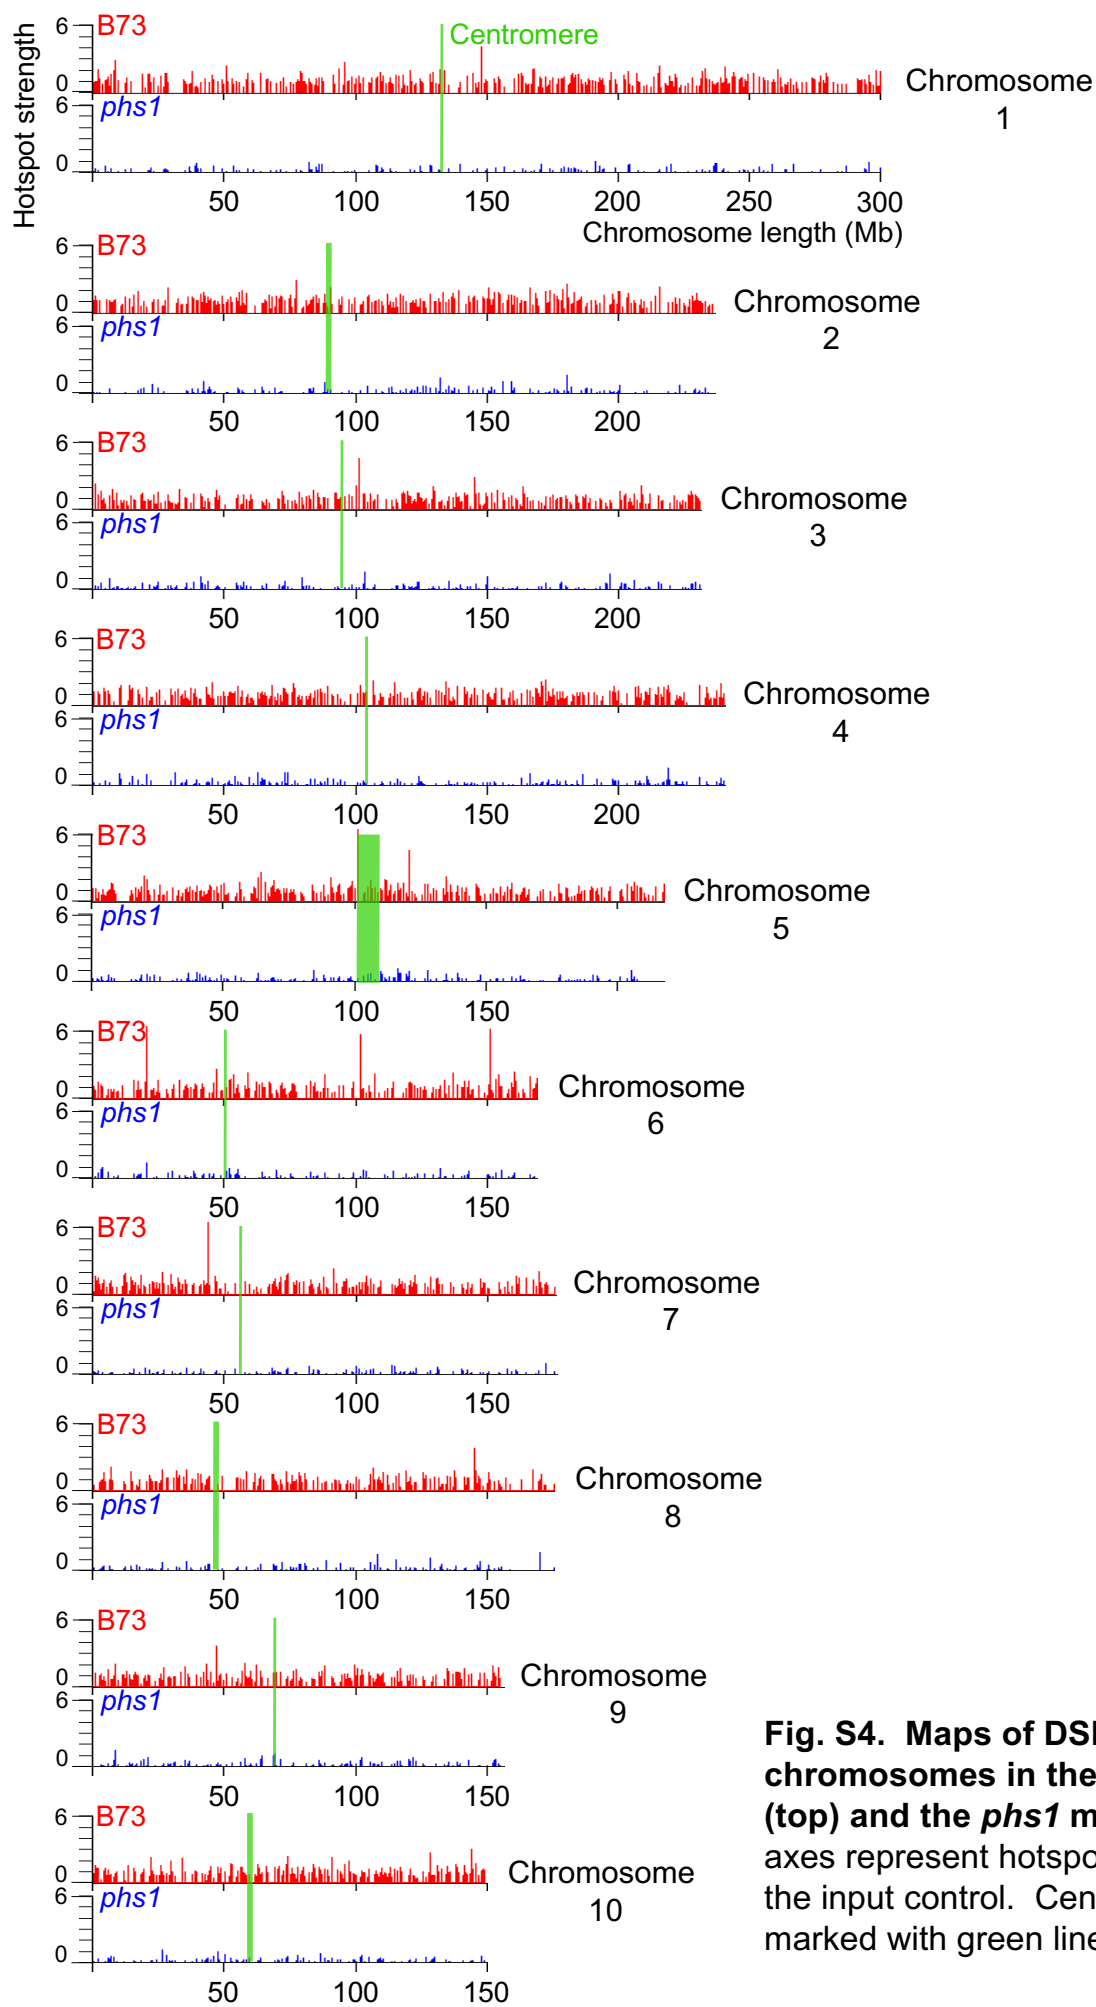 Hotspot strength
6
B73
Centromere
0
Chromosome
1
6
phs1
0
50 100 150 200 250 300
Chromosome length (Mb)
6
B73
0
Chromosome
2
6
phs1
0
50 100 150 200
6
B73
0
Chromosome
3
6
phs1
0
50 100 150 200
6
B73
0
Chromosome
4
6
phs1
0
50 100 150 200
6
B73
0
Chromosome
5
6
phs1
0
50 100 150
6
B73
0
Chromosome
6
6
phs1
0
50 100 150
6
B73
0
Chromosome
7
6
phs1
0
50 100 150
6
B73
0
Chromosome
8
6
phs1
0
50 100 150
6
B73
0
Chromosome
9
6
phs1
0
50 100 150
6
B73
0
Chromosome
10
6
phs1
0
50 100 150
Fig. S4. Maps of
chromosomes in the
(top) and the phs1
axes represent
the input control.
marked with green